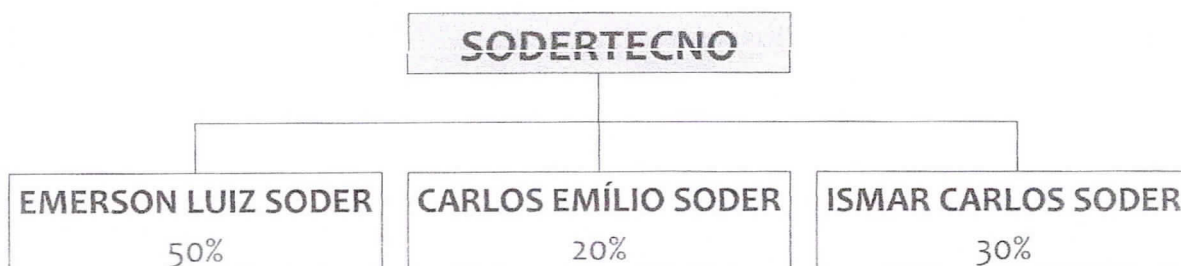 SODERTECNO
EMERSON LUIZ SODER
50%
CARLOS EMÍLIO SODER
20%
ISMAR CARLOS SODER
30%